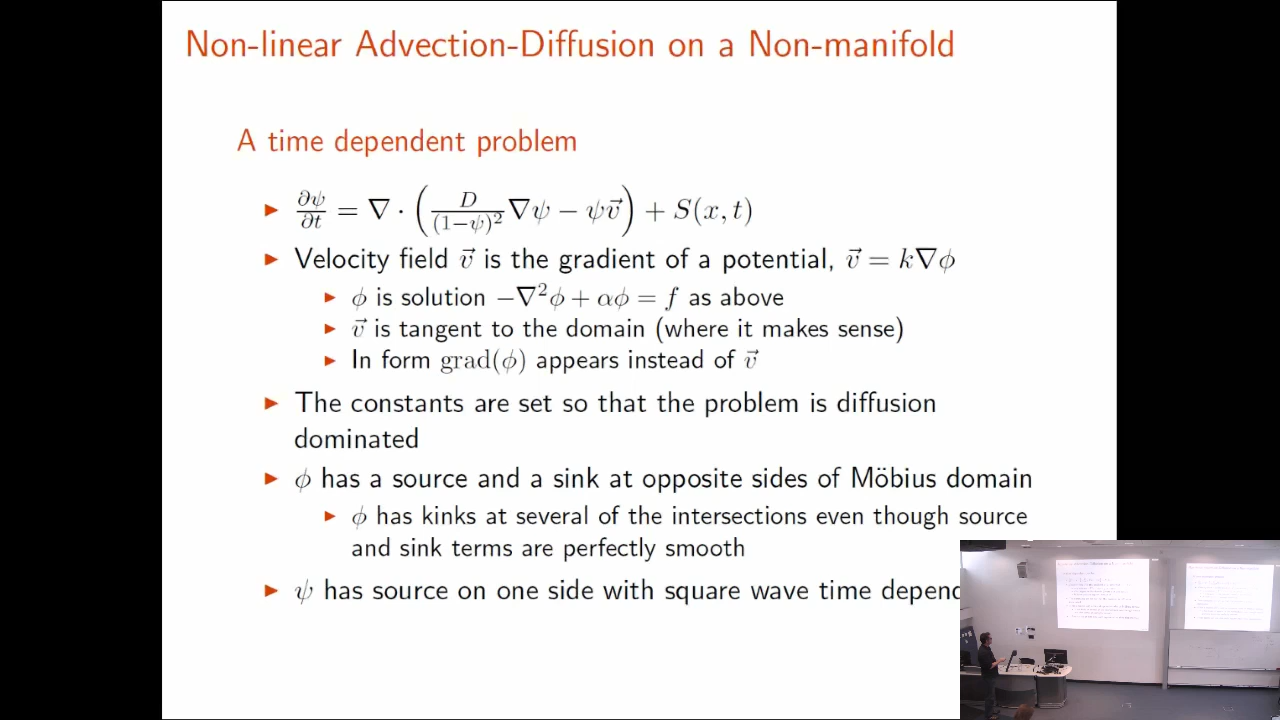 Non-linear Advection-Diffusion on a Non-manifold
A time dependent problem
▶ ∂ψ/∂t = ∇ · (D/(1−ψ)² ∇ψ − ψv⃗) + S(x, t)
▶ Velocity field v⃗ is the gradient of a potential, v⃗ = k∇ϕ
▶ ϕ is solution −∇²ϕ + αϕ = f as above
▶ v⃗ is tangent to the domain (where it makes sense)
▶ In form grad(ϕ) appears instead of v⃗
▶ The constants are set so that the problem is diffusion
dominated
▶ ϕ has a source and a sink at opposite sides of Möbius domain
▶ ϕ has kinks at several of the intersections even though source
and sink terms are perfectly smooth
▶ ψ has source on one side with square wave time